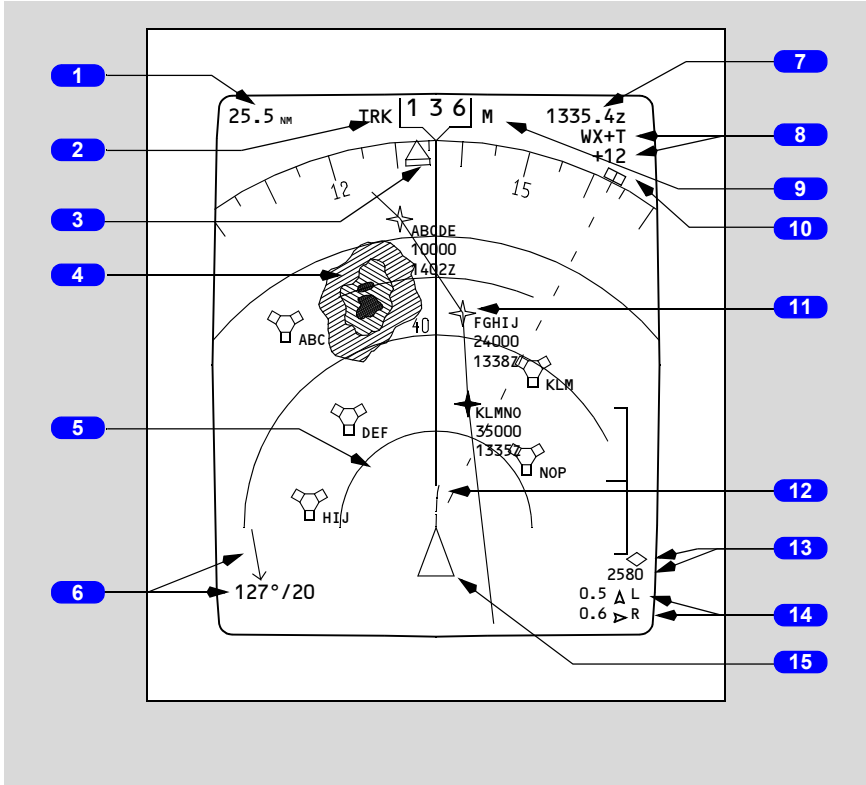 1
7
25.5 NM
TRK
1 3 6
M
1335.4z
WX+T
+12
8
2
12
15
9
3
10
ABCDE
10000
1402Z
4
FGHIJ
24000
1338Z
11
ABC
40
KLM
5
DEF
KLMNO
35000
1335Z
NOP
12
HIJ
13
2580
6
127°/20
0.5 L
0.6 R
14
15